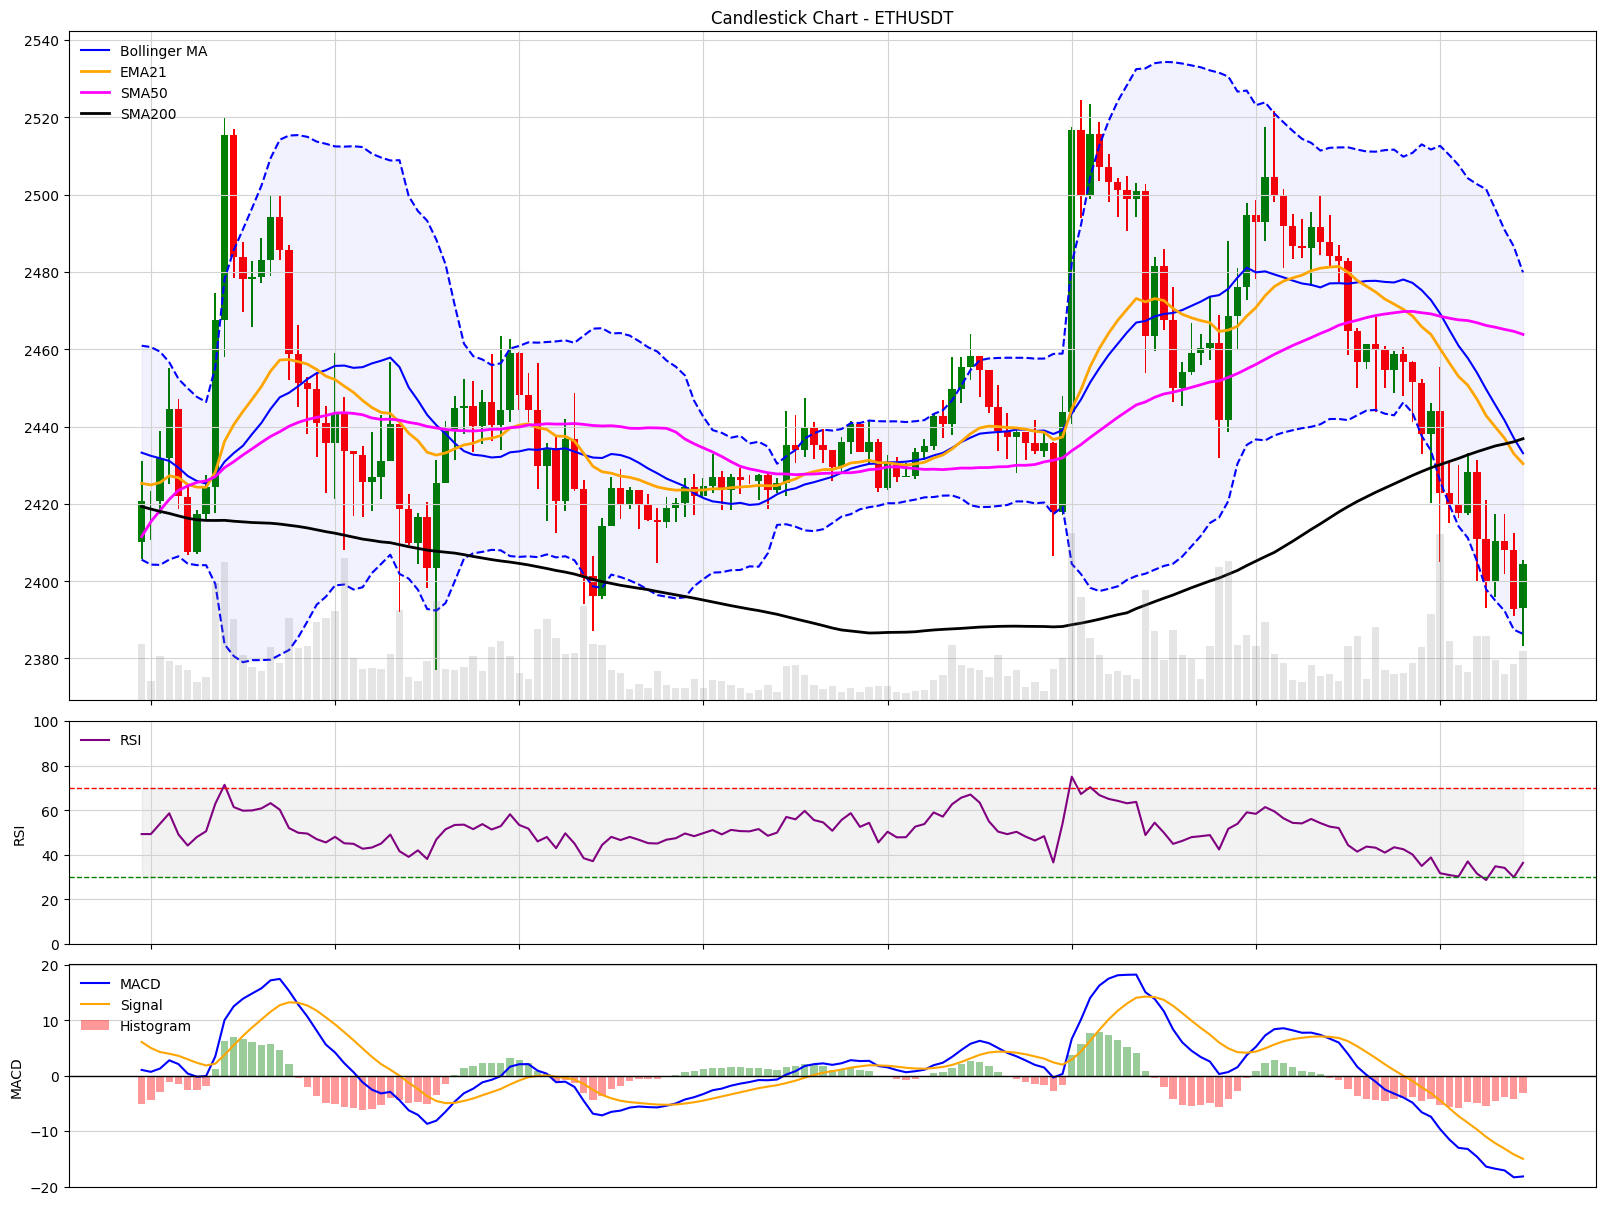 Candlestick Chart - ETHUSDT
2540
2520
2500
2480
2460
2440
2420
2400
2380
Bollinger MA
EMA21
SMA50
SMA200
100
80
60
40
20
0
RSI
RSI
20
10
0
−10
−20
MACD
MACD
Signal
Histogram